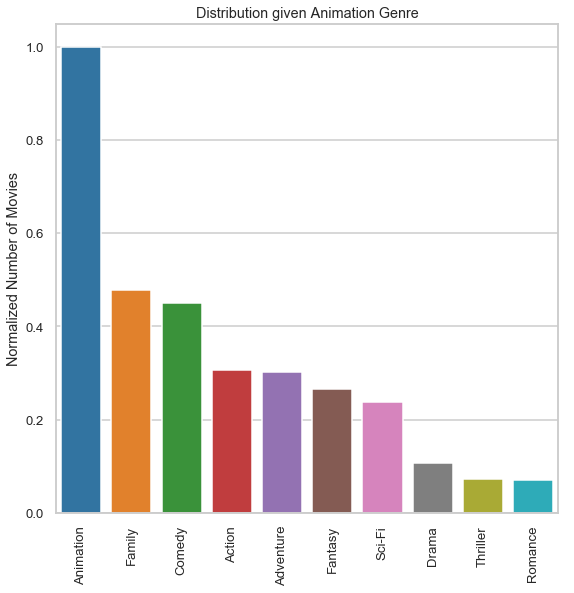 Distribution given Animation Genre
Normalized Number of Movies
1.0
0.8
0.6
0.4
0.2
0.0
Animation
Family
Comedy
Action
Adventure
Fantasy
Sci-Fi
Drama
Thriller
Romance